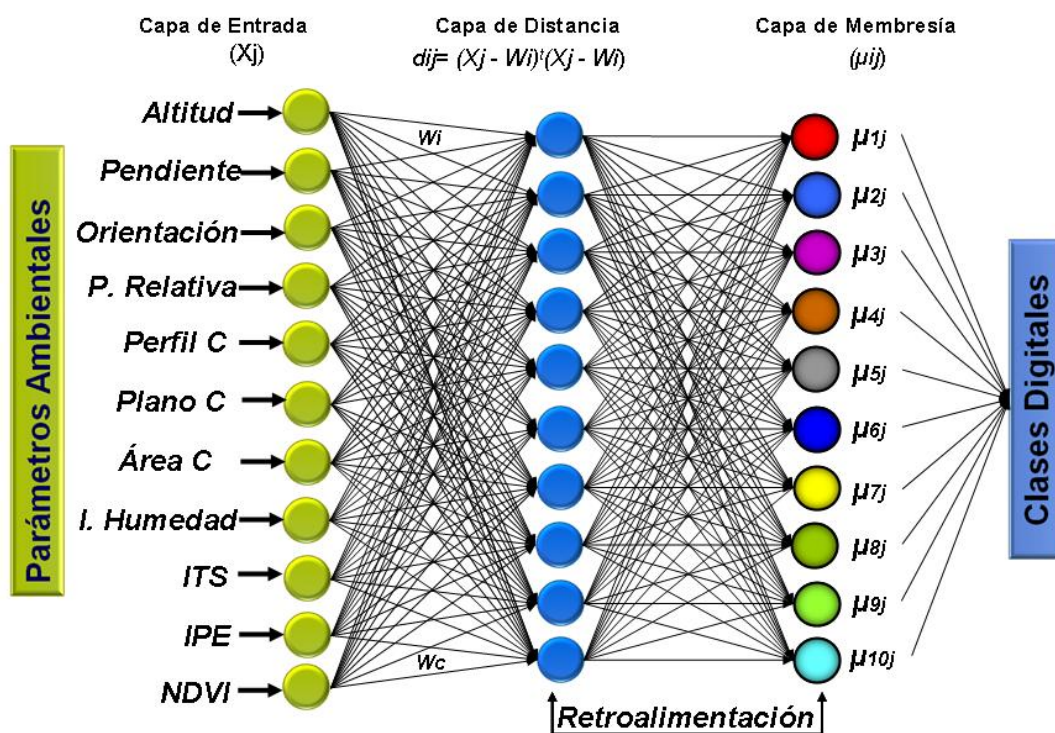 Capa de Entrada
(Xj)
Capa de Distancia
dij= (Xj - Wi)ᵗ(Xj - Wi)
Capa de Membresía
(µij)
Parámetros Ambientales
Altitud
Pendiente
Orientación
P. Relativa
Perfil C
Plano C
Área C
I. Humedad
ITS
IPE
NDVI
Wi
Wc
µ1j
µ2j
µ3j
µ4j
µ5j
µ6j
µ7j
µ8j
µ9j
µ10j
Clases Digitales
Retroalimentación